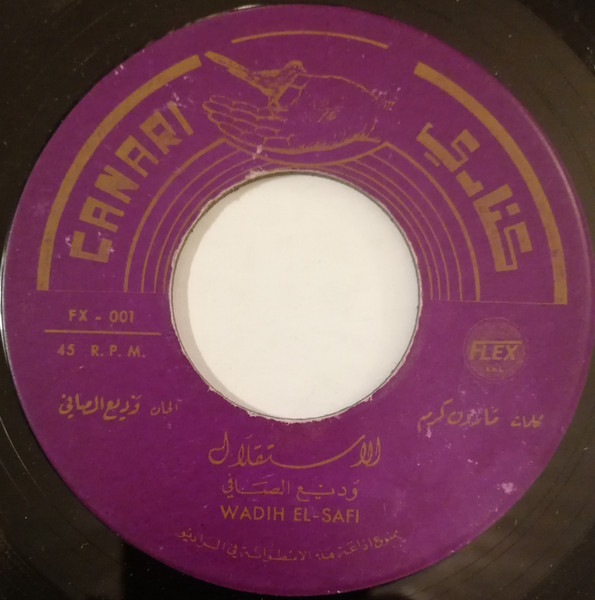 CANARI
كناري
FX - 001
45 R.P.M.
FLEX
S.A.L.
كلمات مارون كرم
الحان وديع الصافي
الاستقلال
وديع الصافي
WADIH EL-SAFI
ممنوع اذاعة هذه الاسطوانة في الراديو